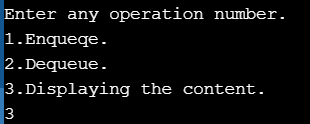 Enter any operation number.
1.Enqueqe.
2.Dequeue.
3.Displaying the content.
3